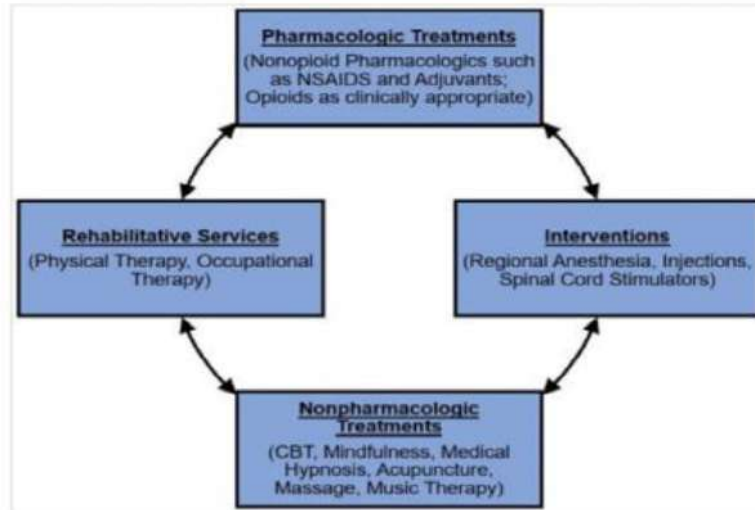 Pharmacologic Treatments
(Nonopioid Pharmacologics such
as NSAIDS and Adjuvants;
Opioids as clinically appropriate)
Rehabilitative Services
(Physical Therapy, Occupational
Therapy)
Interventions
(Regional Anesthesia, Injections,
Spinal Cord Stimulators)
Nonpharmacologic
Treatments
(CBT, Mindfulness, Medical
Hypnosis, Acupuncture,
Massage, Music Therapy)